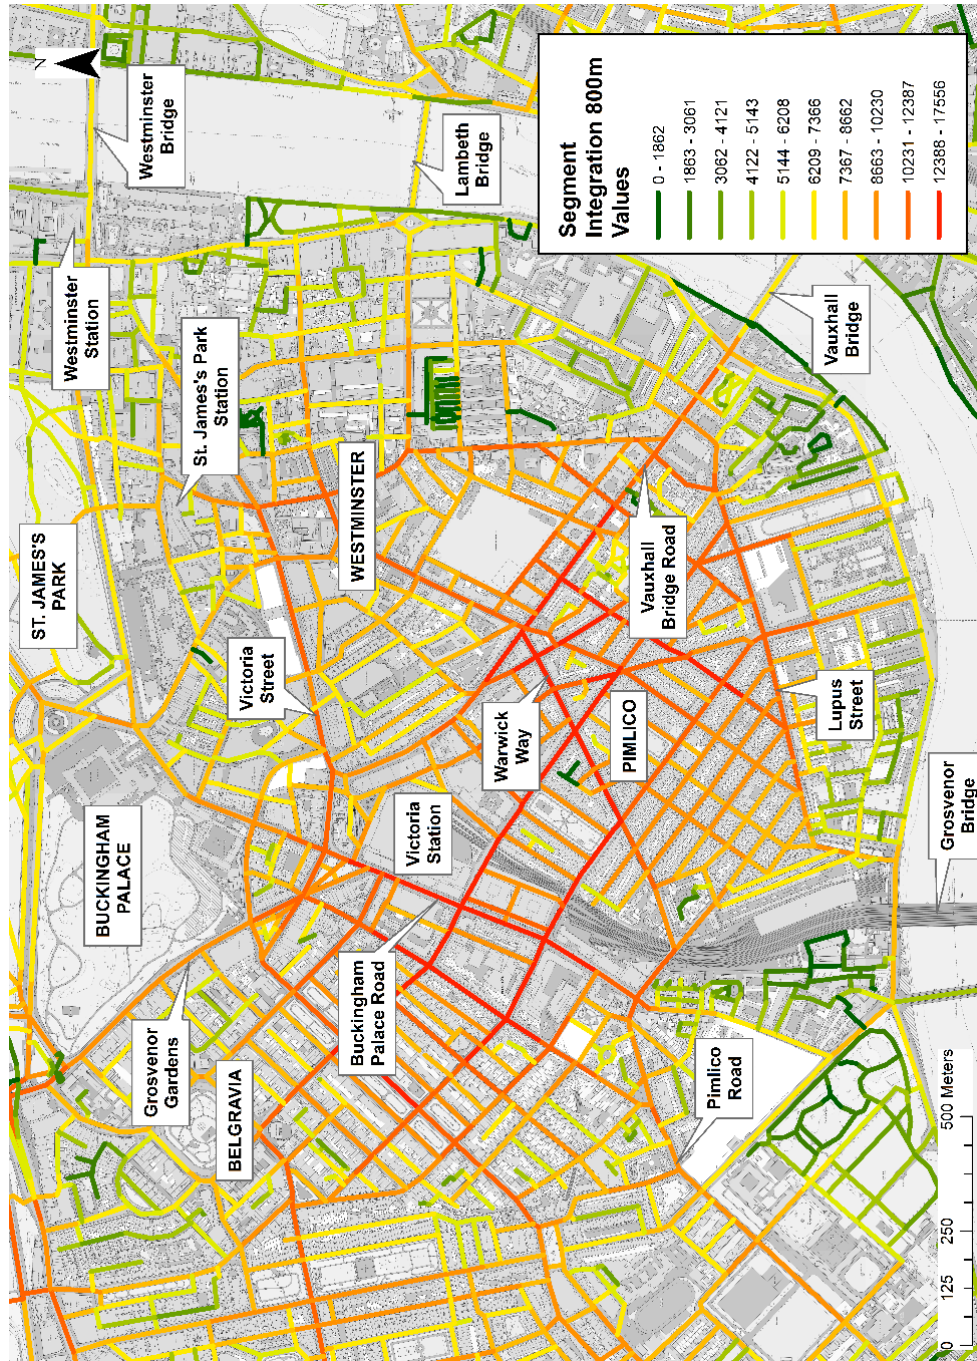 N
Westminster
Bridge
Lambeth
Bridge
Westminster
Station
St. James's Park
Station
ST. JAMES'S
PARK
WESTMINSTER
Victoria
Street
BUCKINGHAM
PALACE
Victoria
Station
Warwick
Way
PIMLICO
Vauxhall
Bridge Road
Vauxhall
Bridge
Lupus
Street
Grosvenor
Bridge
Grosvenor
Gardens
BELGRAVIA
Buckingham
Palace Road
Pimlico
Road
Segment
Integration 800m
Values
0 - 1862
1863 - 3061
3062 - 4121
4122 - 5143
5144 - 6208
6209 - 7366
7367 - 8662
8663 - 10230
10231 - 12387
12388 - 17556
0 125 250 500 Meters